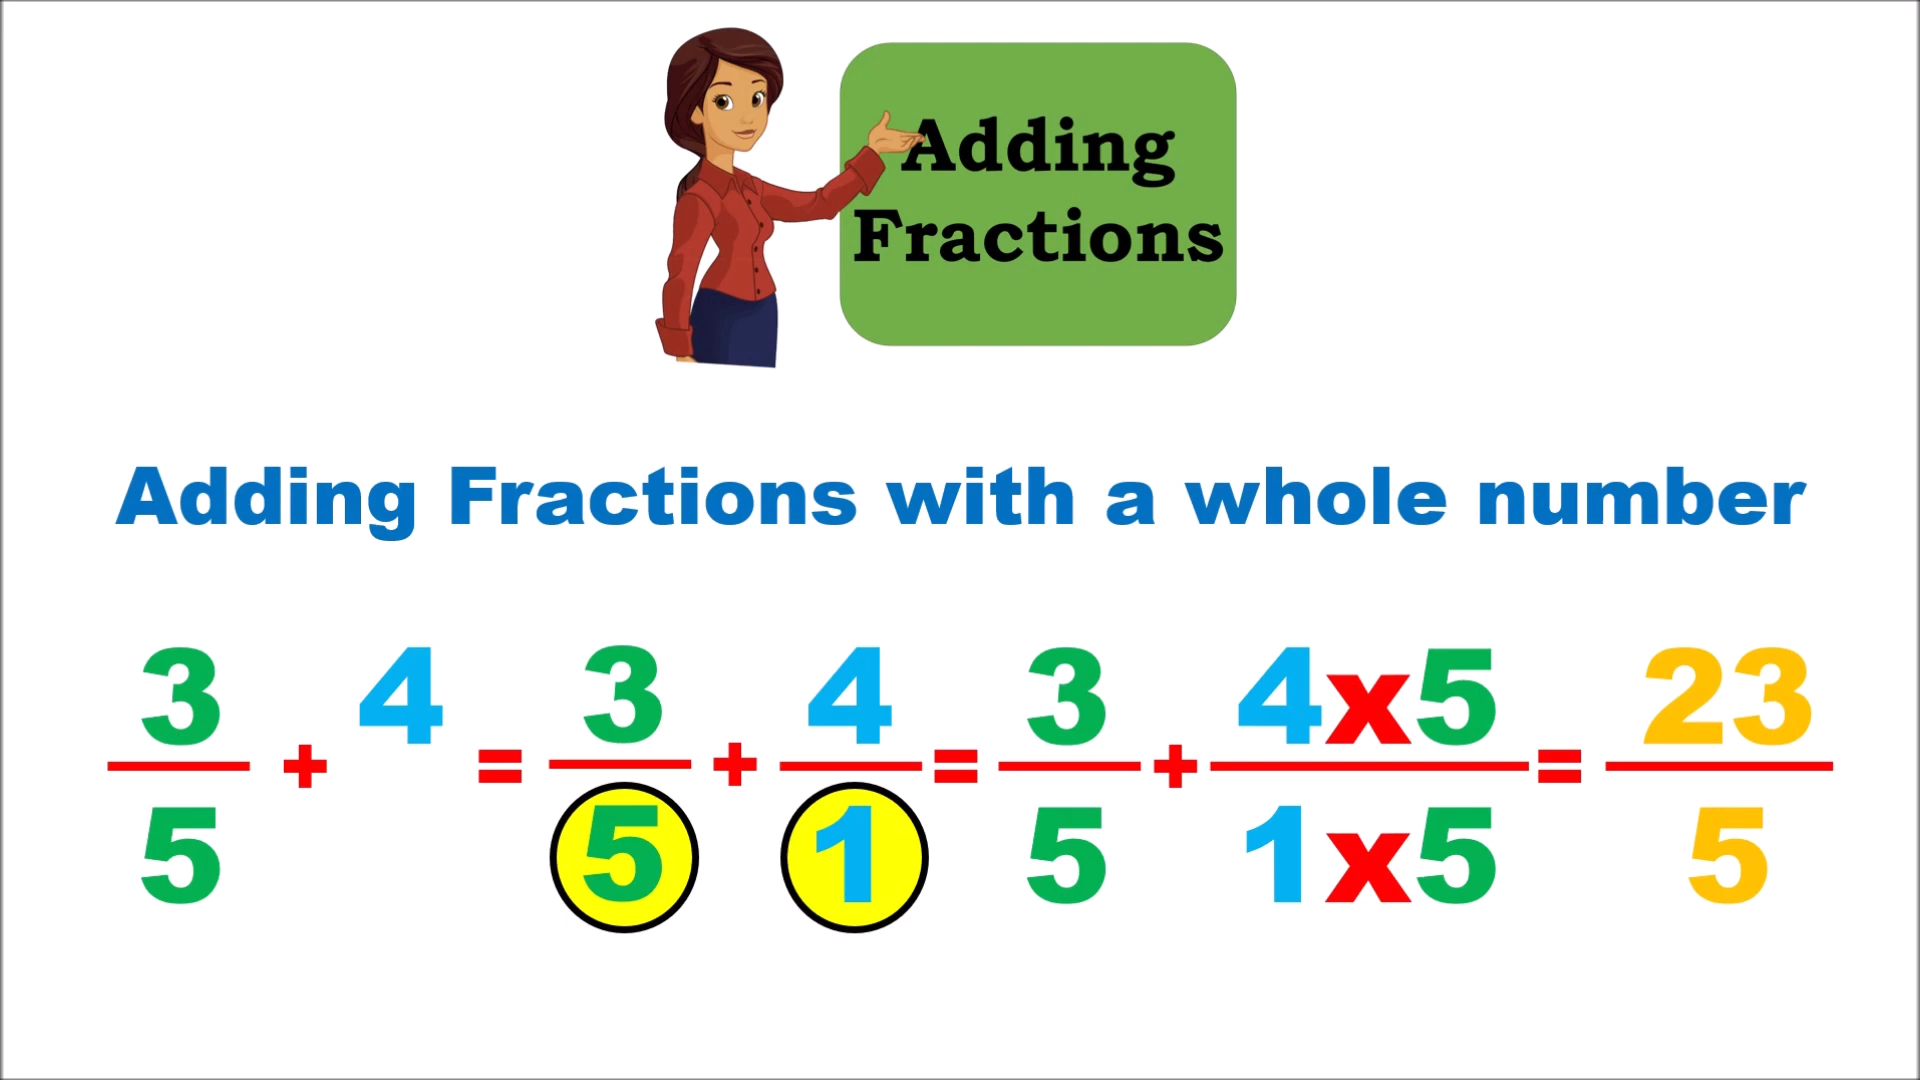 Adding
Fractions
Adding Fractions with a whole number
3/5 + 4 = 3/5 + 4/1 = 3/5 + 4x5/1x5 = 23/5